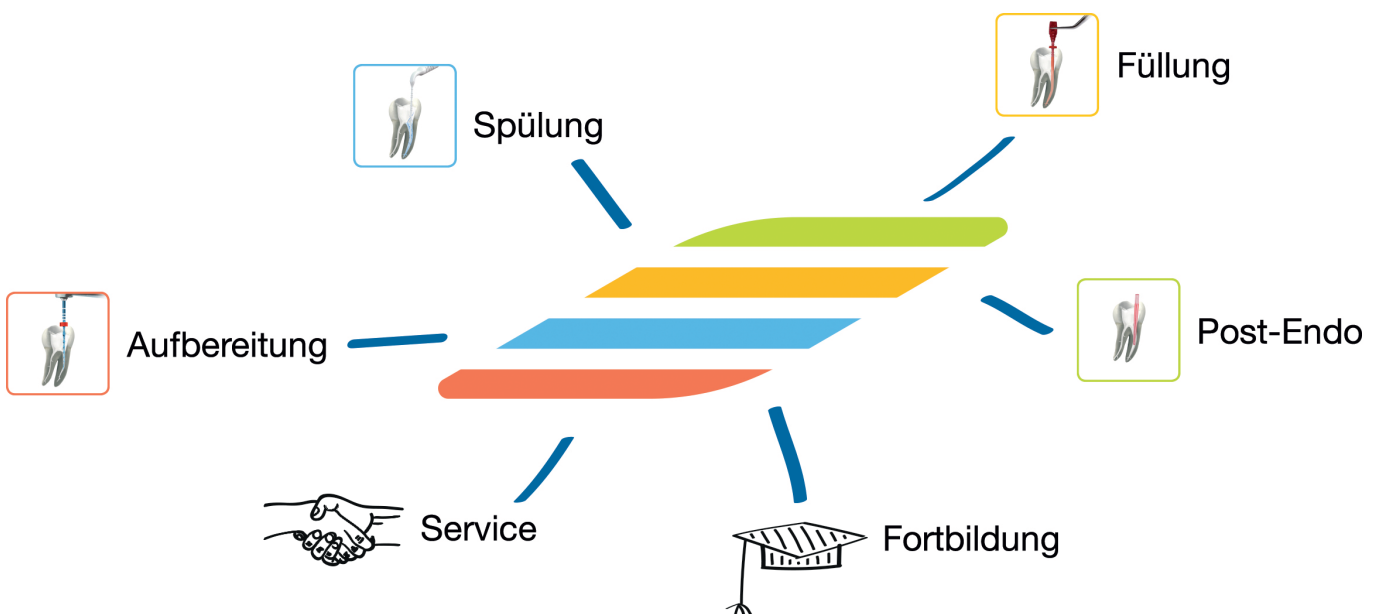 Füllung
Spülung
Aufbereitung
Post-Endo
Service
Fortbildung